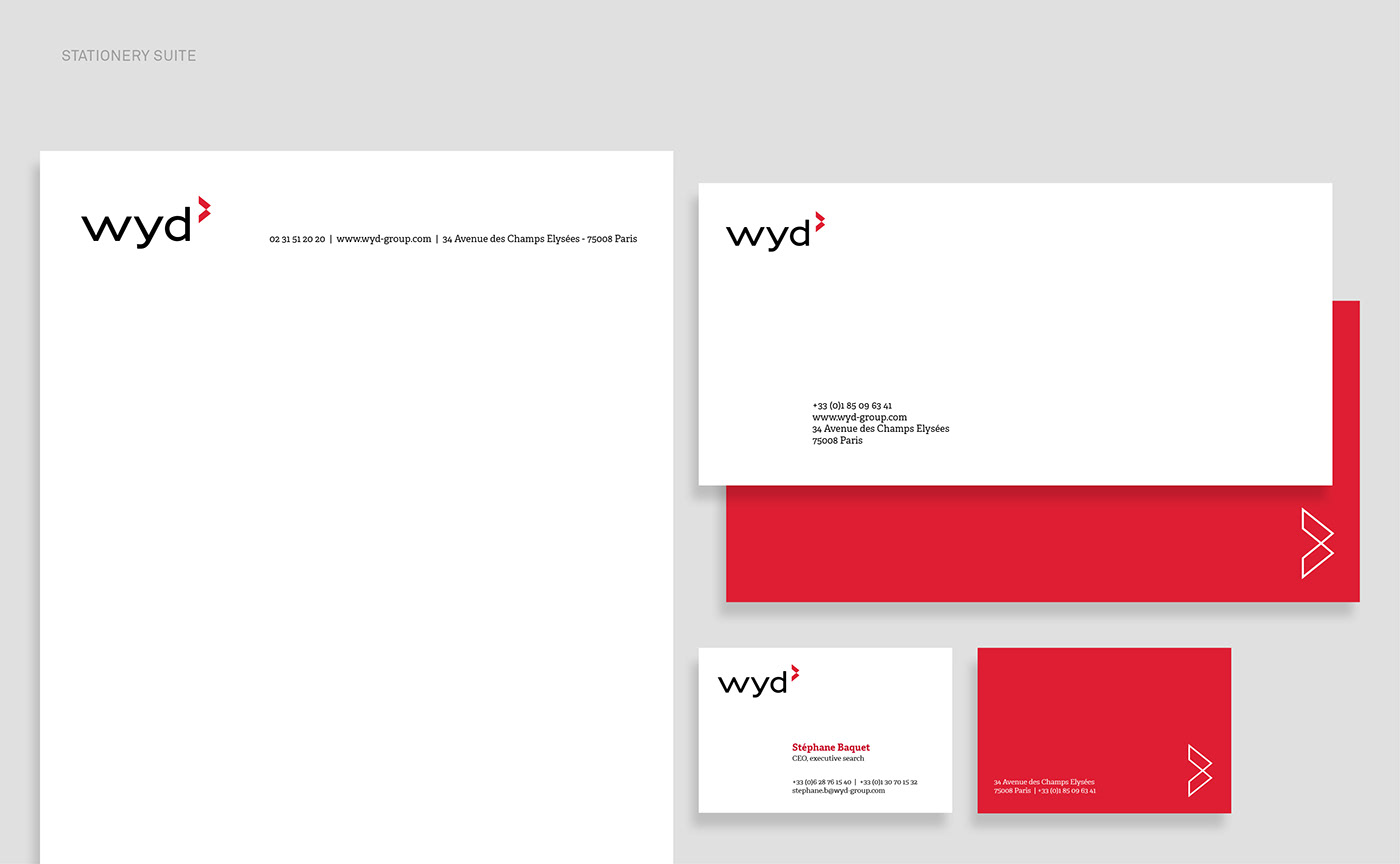 STATIONERY SUITE
wyd
02 31 51 20 20 | www.wyd-group.com | 34 Avenue des Champs Elysées - 75008 Paris
wyd
+33 (0)1 85 09 63 41
www.wyd-group.com
34 Avenue des Champs Elysées
75008 Paris
wyd
Stéphane Baquet
CEO, executive search
+33 (0)6 28 76 15 40 | +33 (0)1 30 70 15 32
stephane.b@wyd-group.com
34 Avenue des Champs Elysées
75008 Paris | +33 (0)1 85 09 63 41